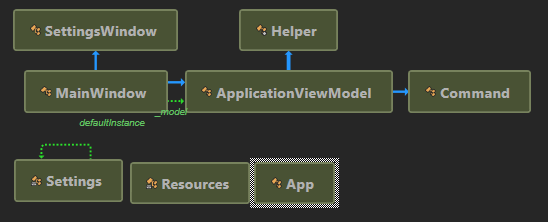 SettingsWindow
Helper
MainWindow
ApplicationViewModel
Command
_model
defaultInstance
Settings
Resources
App